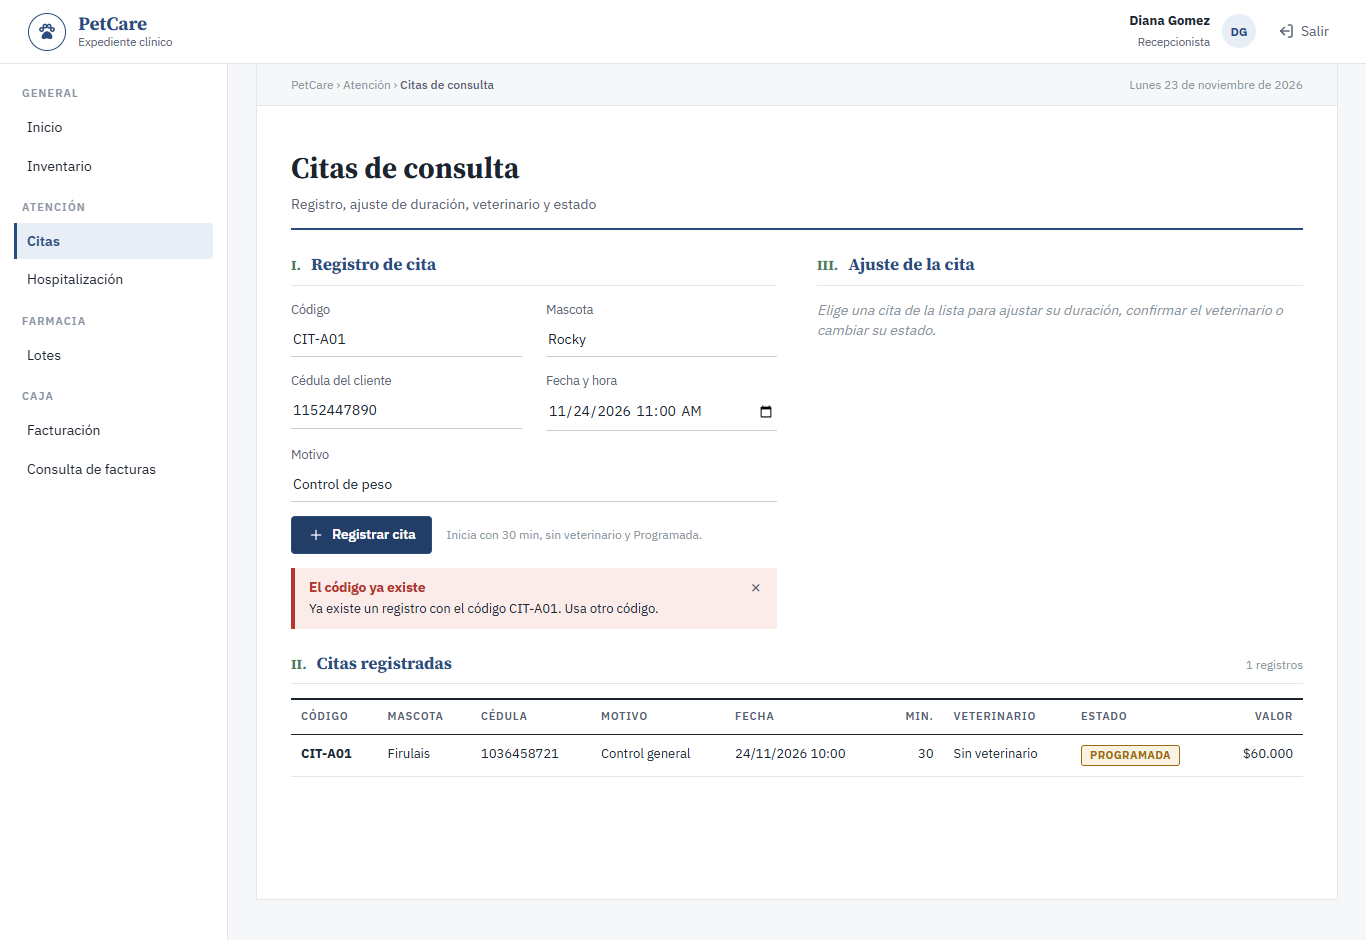 PetCare
Expediente clínico
Diana Gomez
Recepcionista
DG
Salir
GENERAL
Inicio
Inventario
ATENCIÓN
Citas
Hospitalización
FARMACIA
Lotes
CAJA
Facturación
Consulta de facturas
PetCare › Atención › Citas de consulta
Lunes 23 de noviembre de 2026
Citas de consulta
Registro, ajuste de duración, veterinario y estado
I. Registro de cita
Código
Mascota
CIT-A01
Rocky
Cédula del cliente
Fecha y hora
1152447890
11/24/2026 11:00 AM
Motivo
Control de peso
+ Registrar cita
Inicia con 30 min, sin veterinario y Programada.
El código ya existe
×
Ya existe un registro con el código CIT-A01. Usa otro código.
III. Ajuste de la cita
Elige una cita de la lista para ajustar su duración, confirmar el veterinario o
cambiar su estado.
II. Citas registradas
1 registros
CÓDIGO MASCOTA CÉDULA MOTIVO FECHA MIN. VETERINARIO ESTADO VALOR
CIT-A01 Firulais 1036458721 Control general 24/11/2026 10:00 30 Sin veterinario PROGRAMADA $60.000